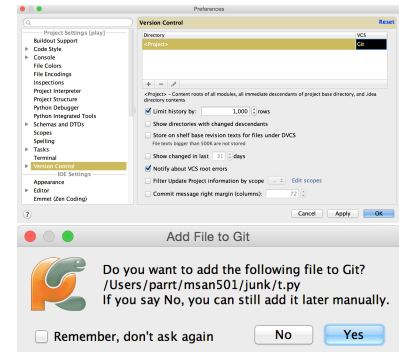 Preferences
Version Control
Reset
Project Settings [play]
Buildout Support
Code Style
Console
File Colors
File Encodings
Inspections
Project Interpreter
Project Structure
Python Debugger
Python Integrated Tools
Schemas and DTDs
Scopes
Spelling
Tasks
Terminal
Version Control
IDE Settings
Appearance
Editor
Emmet (Zen Coding)
Directory
VCS
<Project>
Git
<Project> - Content roots of all modules, all immediate descendants of project base directory, and .idea
directory contents
Limit history by: 1,000 rows
Show directories with changed descendants
Store on shelf base revision texts for files under DVCS
File texts bigger than 500K are not stored
Show changed in last 31 days
Notify about VCS root errors
Filter Update Project information by scope Edit scopes
Commit message right margin (columns): 72
?
Cancel
Apply
OK
Add File to Git
Do you want to add the following file to Git?
/Users/parrt/msan501/junk/t.py
If you say No, you can still add it later manually.
Remember, don't ask again
No
Yes